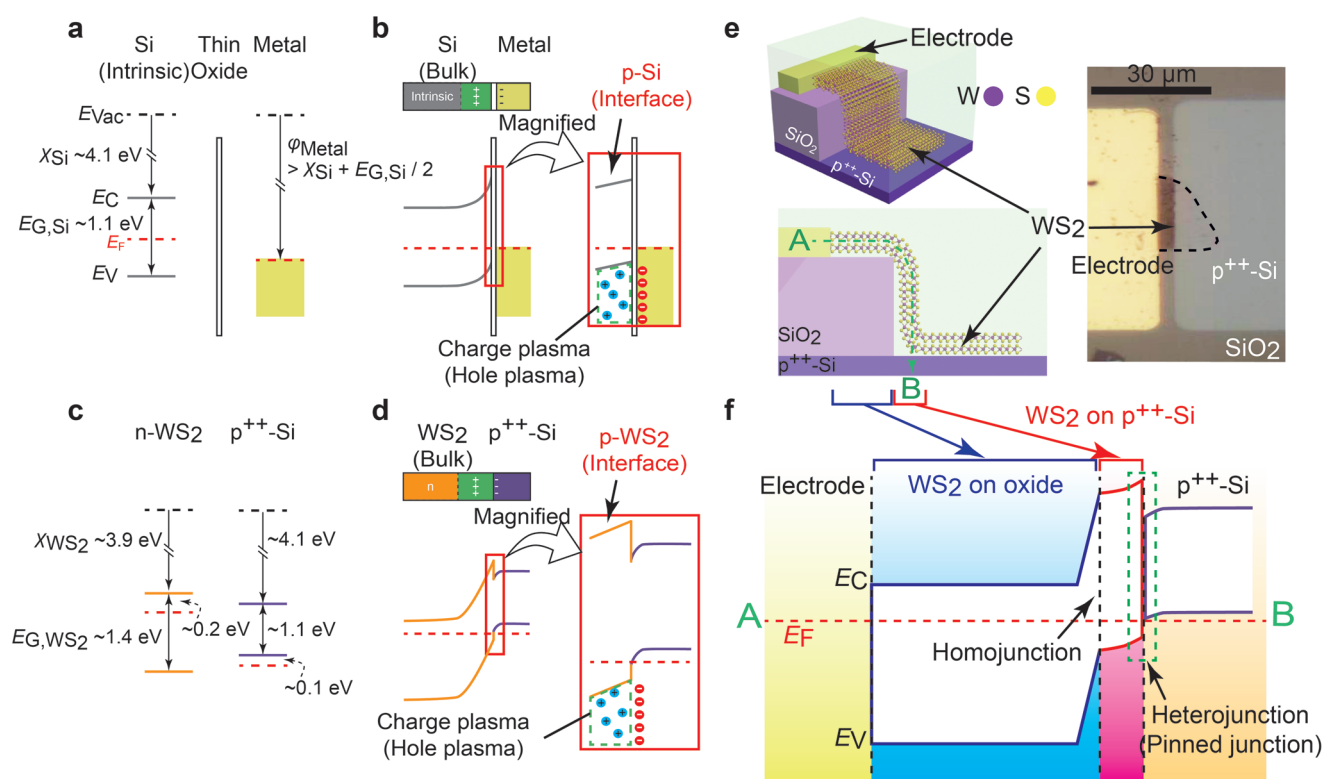 a
Si
(Intrinsic)
Thin
Oxide
Metal
EVac
χSi ~4.1 eV
φMetal
> χSi + EG,Si / 2
EC
EG,Si ~1.1 eV
EF
EV
b
Si
(Bulk)
Metal
Intrinsic
p-Si
(Interface)
Magnified
Charge plasma
(Hole plasma)
c
n-WS2
p++-Si
χWS2 ~3.9 eV
~4.1 eV
~0.2 eV
EG,WS2 ~1.4 eV
~1.1 eV
~0.1 eV
d
WS2
(Bulk)
p++-Si
n
p-WS2
(Interface)
Magnified
Charge plasma
(Hole plasma)
e
Electrode
W
S
SiO2
p++-Si
WS2
A
SiO2
p++-Si
B
30 µm
Electrode
p++-Si
SiO2
f
WS2 on p++-Si
Electrode
WS2 on oxide
p++-Si
EC
A
EF
B
Homojunction
EV
Heterojunction
(Pinned junction)